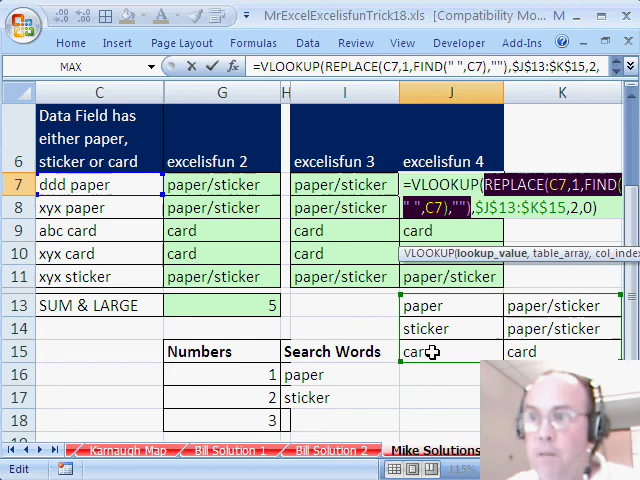 MrExcelExcelisfunTrick18.xls [Compatibility Mo...
Home Insert Page Layout Formulas Data Review View Developer Add-Ins
MAX =VLOOKUP(REPLACE(C7,1,FIND(" ",C7),""),$J$13:$K$15,2,
C G H I J K
Data Field has
either paper,
6 sticker or card excelisfun 2 excelisfun 3 excelisfun 4
7 ddd paper paper/sticker paper/sticker =VLOOKUP(REPLACE(C7,1,FIND(
8 xyx paper paper/sticker paper/sticker " ",C7),""),$J$13:$K$15,2,0)
9 abc card card card card
10 xyx card card card VLOOKUP(lookup_value, table_array, col_index
11 xyx sticker paper/sticker paper/sticker paper/sticker
13 SUM & LARGE 5 paper paper/sticker
14 sticker paper/sticker
15 Numbers Search Words card card
16 1 paper
17 2 sticker
18 3
Karnaugh Map Bill Solution 1 Bill Solution 2 Mike Solutions
Edit 115%